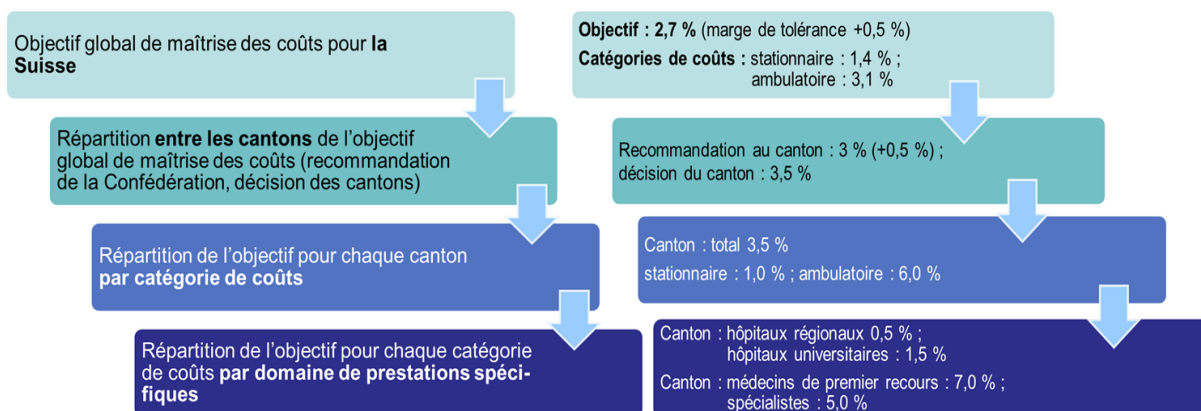 Objectif global de maîtrise des coûts pour la
Suisse
Objectif : 2,7 % (marge de tolérance +0,5 %)
Catégories de coûts : stationnaire : 1,4 % ;
ambulatoire : 3,1 %
Répartition entre les cantons de l'objectif
global de maîtrise des coûts (recommandation
de la Confédération, décision des cantons)
Recommandation au canton : 3 % (+0,5 %) ;
décision du canton : 3,5 %
Répartition de l'objectif pour chaque canton
par catégorie de coûts
Canton : total 3,5 %
stationnaire : 1,0 % ; ambulatoire : 6,0 %
Répartition de l'objectif pour chaque catégorie
de coûts par domaine de prestations spéci-
fiques
Canton : hôpitaux régionaux 0,5 % ;
hôpitaux universitaires : 1,5 %
Canton : médecins de premier recours : 7,0 % ;
spécialistes : 5,0 %